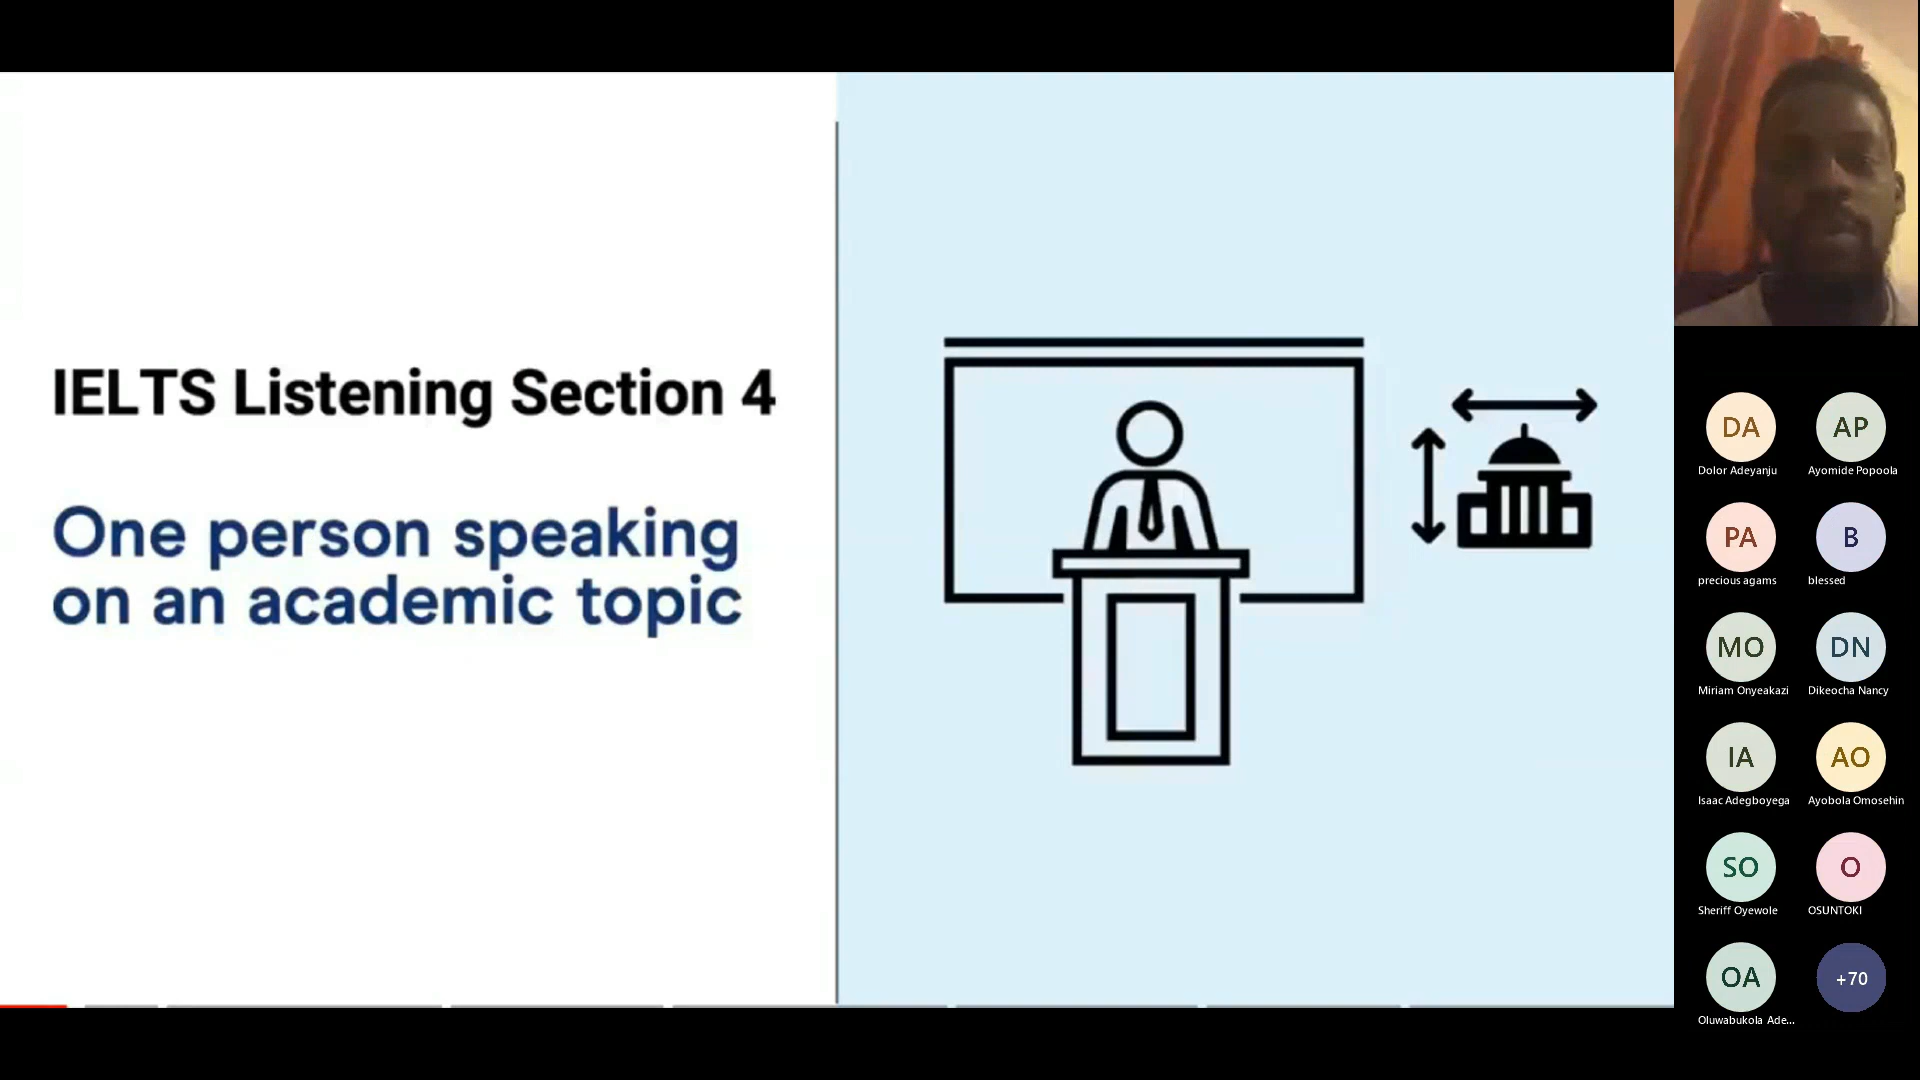 IELTS Listening Section 4
One person speaking
on an academic topic
DA
Dolor Adeyanju
AP
Ayomide Popoola
PA
precious agams
B
blessed
MO
Miriam Onyeakazi
DN
Dikeocha Nancy
IA
Isaac Adegboyega
AO
Ayobola Omosehin
SO
Sheriff Oyewole
O
OSUNTOKI
OA
Oluwabukola Ade...
+70